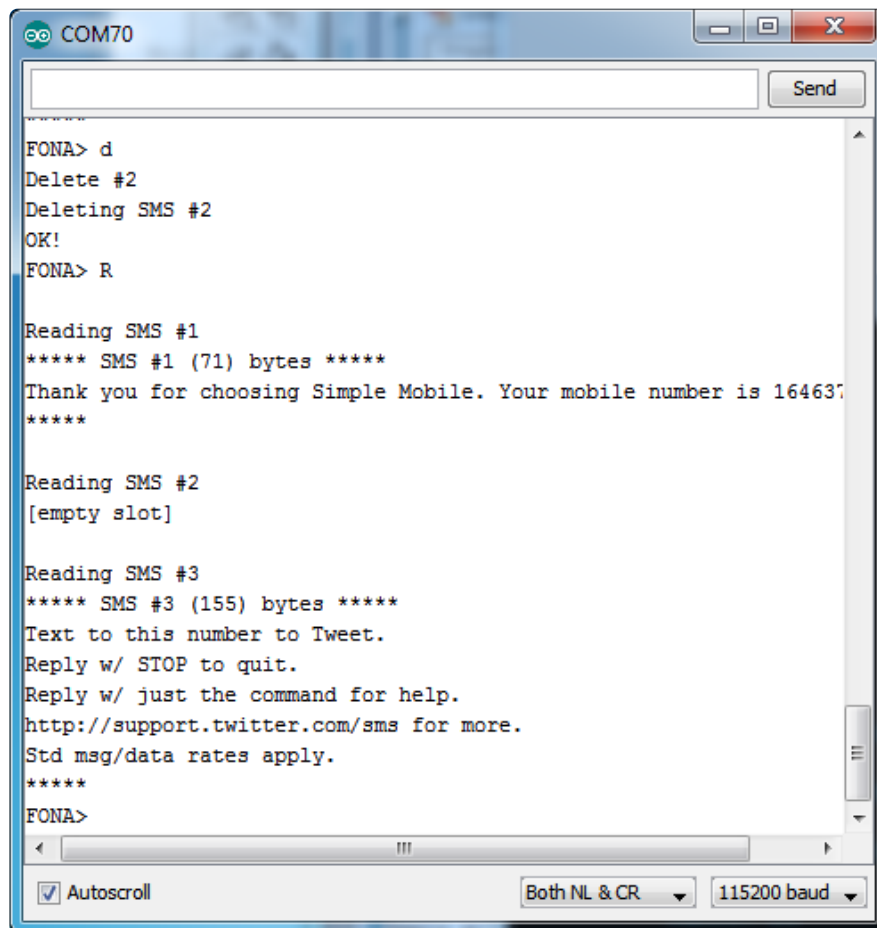 COM70
Send
*****
FONA> d
Delete #2
Deleting SMS #2
OK!
FONA> R
Reading SMS #1
***** SMS #1 (71) bytes *****
Thank you for choosing Simple Mobile. Your mobile number is 164637
*****
Reading SMS #2
[empty slot]
Reading SMS #3
***** SMS #3 (155) bytes *****
Text to this number to Tweet.
Reply w/ STOP to quit.
Reply w/ just the command for help.
http://support.twitter.com/sms for more.
Std msg/data rates apply.
*****
FONA>
Autoscroll
Both NL & CR
115200 baud